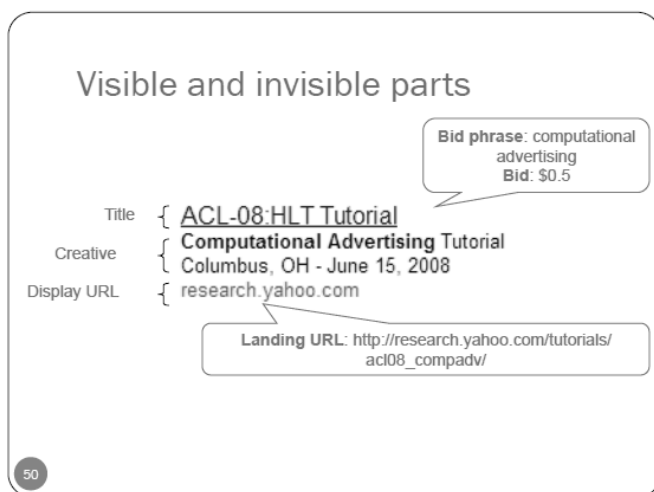 Visible and invisible parts
Bid phrase: computational
advertising
Bid: $0.5
Title
ACL-08:HLT Tutorial
Creative
Computational Advertising Tutorial
Columbus, OH - June 15, 2008
Display URL
research.yahoo.com
Landing URL: http://research.yahoo.com/tutorials/
acl08_compadv/
50